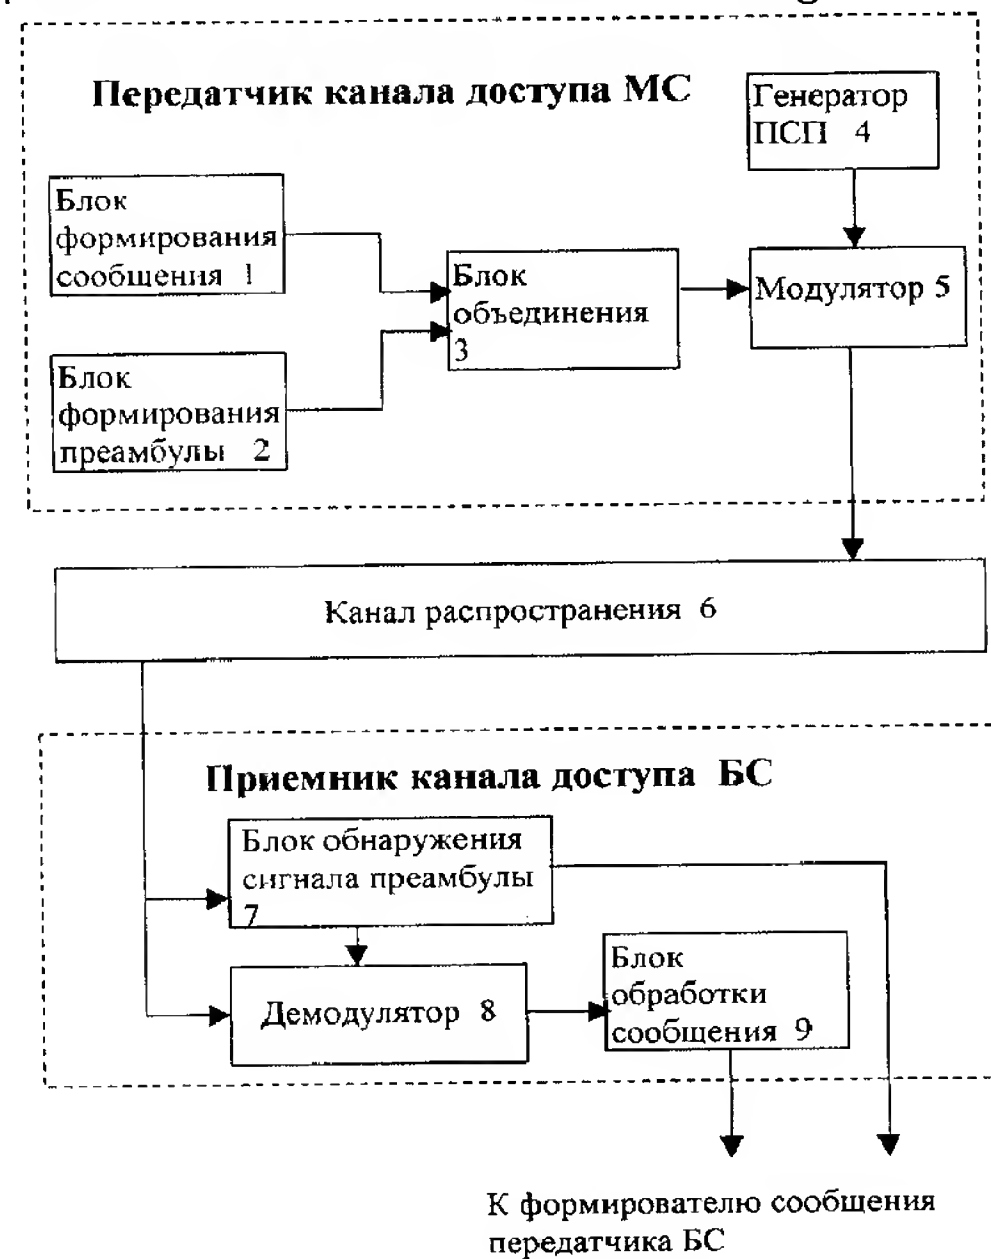 Передатчик канала доступа МС
Генератор
ПСП 4
Блок
формирования
сообщения 1
Блок
объединения
3
Модулятор 5
Блок
формирования
преамбулы 2
Канал распространения 6
Приемник канала доступа БС
Блок обнаружения
сигнала преамбулы
7
Блок
обработки
сообщения 9
Демодулятор 8
К формирователю сообщения
передатчика БС